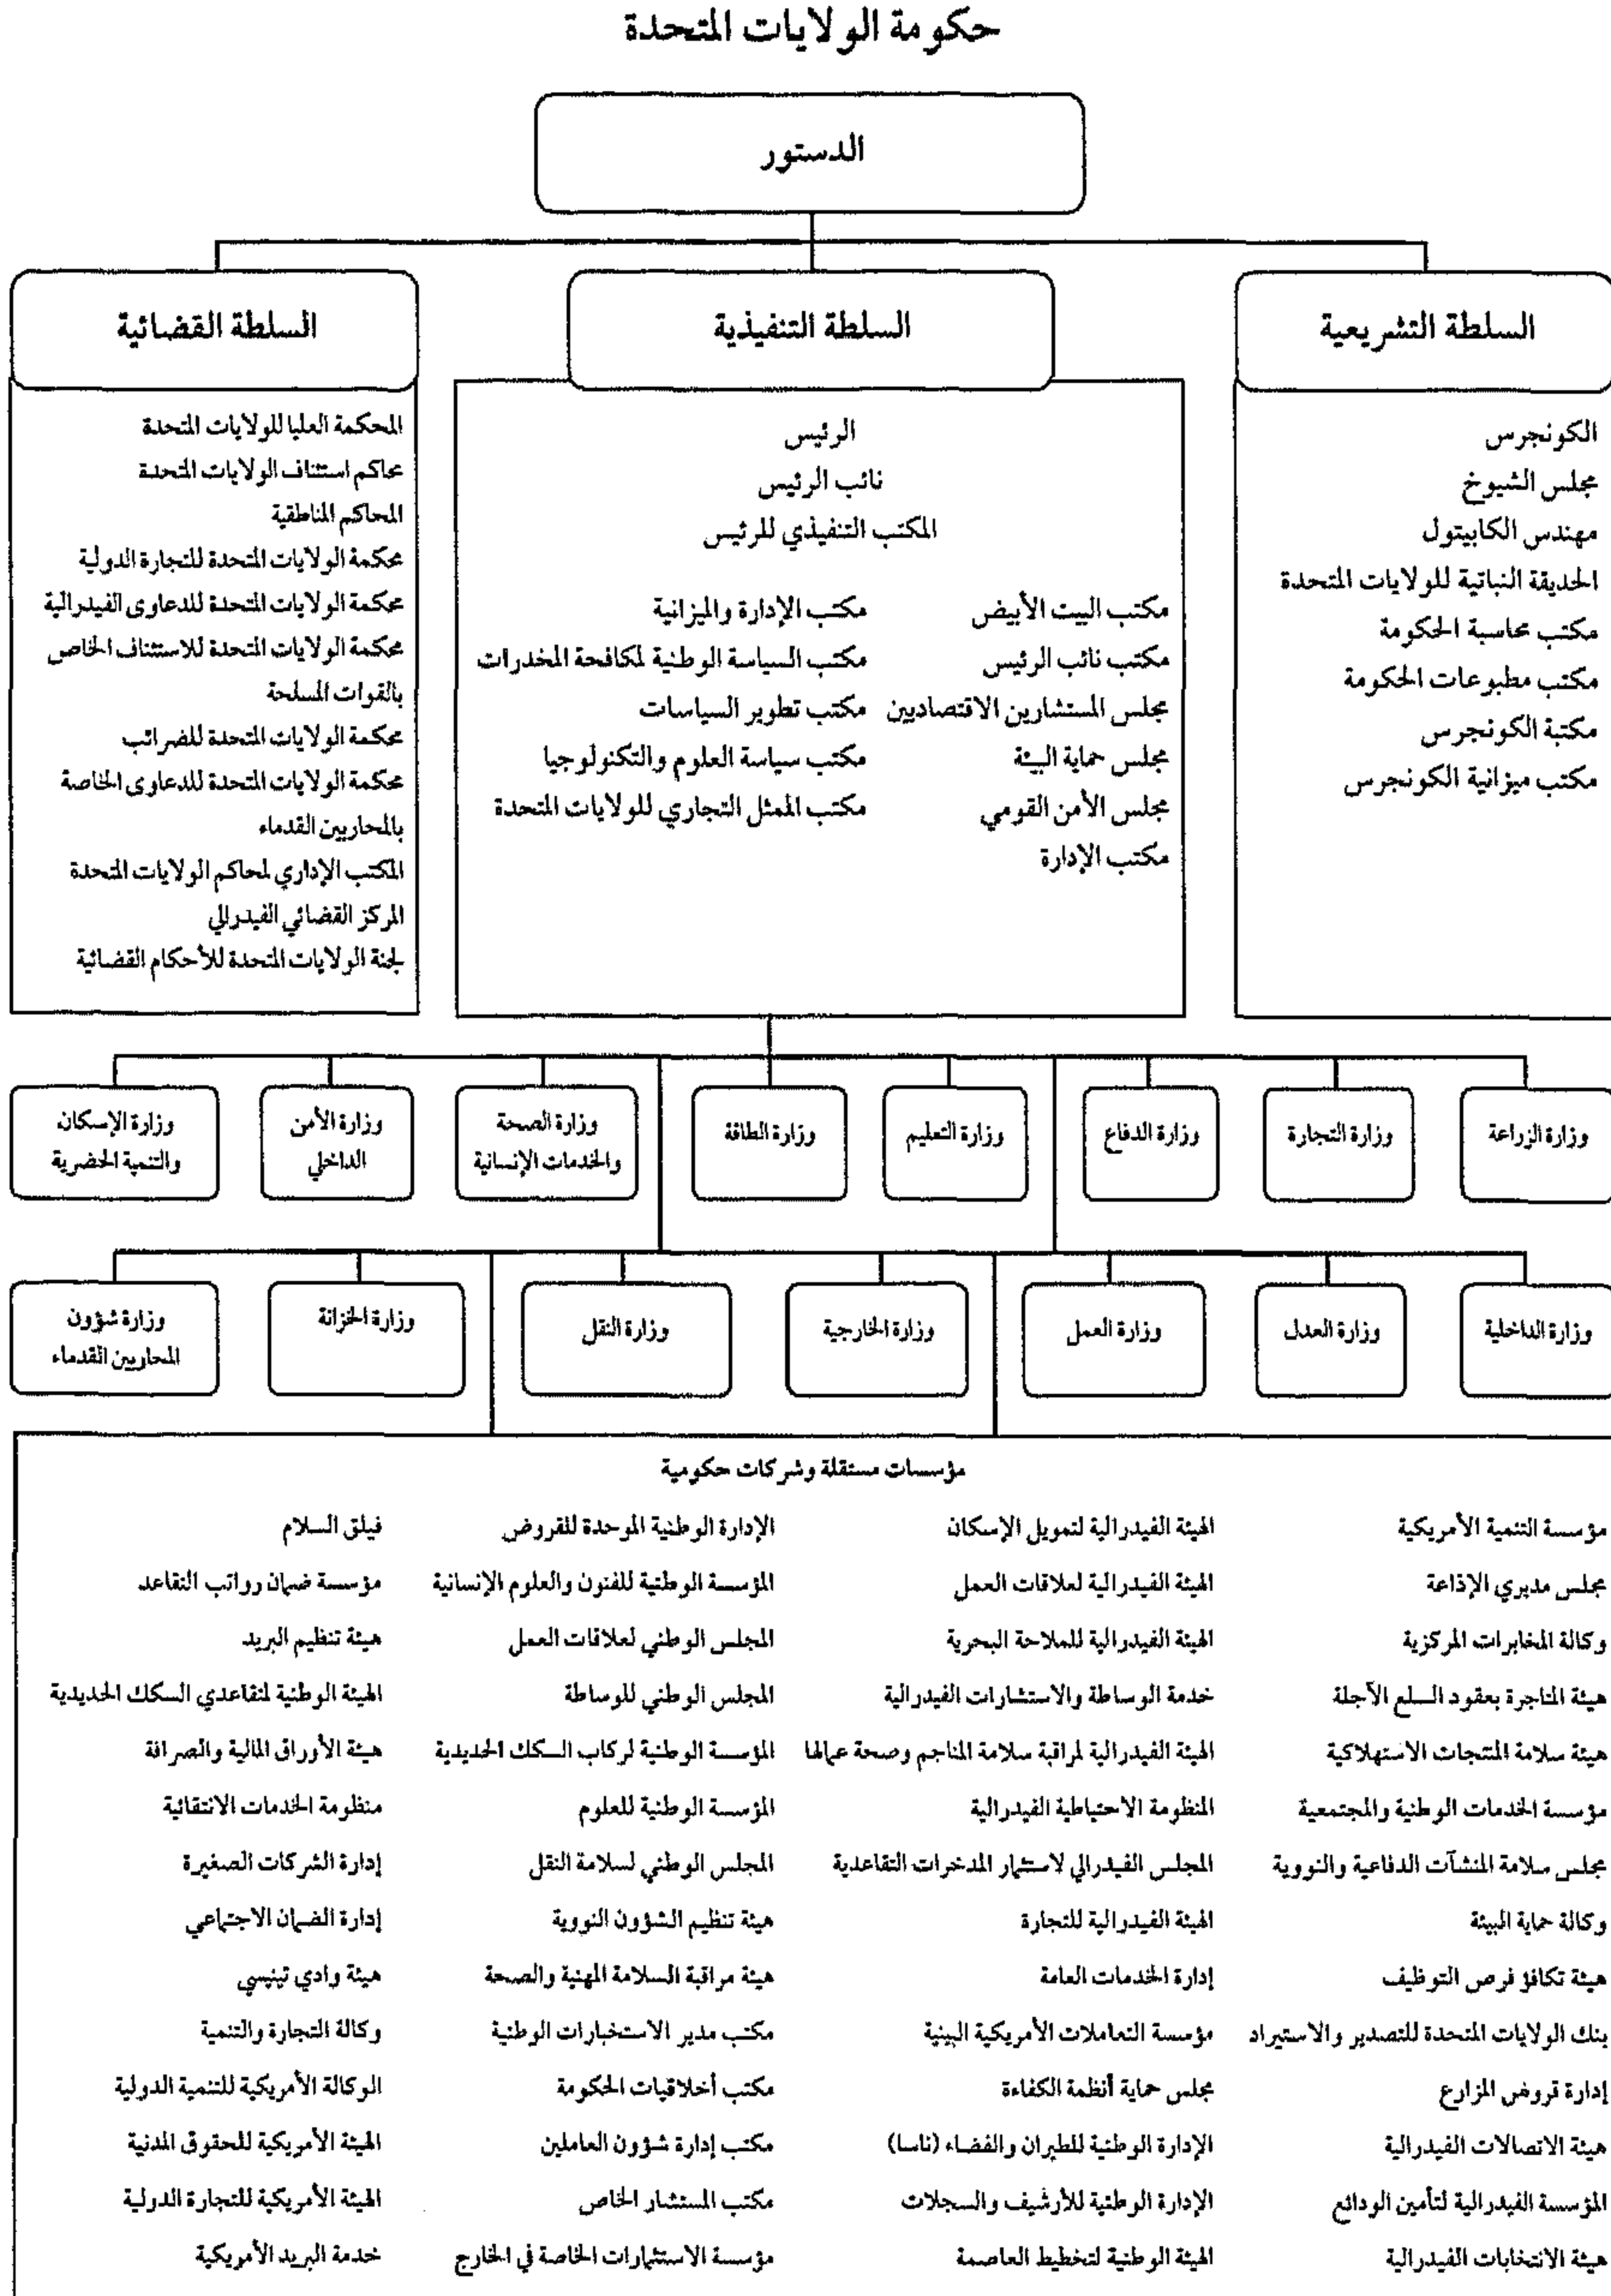 حكومة الولايات المتحدة
الدستور
السلطة التشريعية
الكونجرس
مجلس الشيوخ
مهندس الكابيتول
الحديقة النباتية للولايات المتحدة
مكتب محاسبة الحكومة
مكتب مطبوعات الحكومة
مكتبة الكونجرس
مكتب ميزانية الكونجرس
السلطة التنفيذية
الرئيس
نائب الرئيس
المكتب التنفيذي للرئيس
مكتب البيت الأبيض
مكتب نائب الرئيس
مجلس المستشارين الاقتصاديين
مجلس حماية البيئة
مجلس الأمن القومي
مكتب الإدارة
مكتب الإدارة والميزانية
مكتب السياسة الوطنية لمكافحة المخدرات
مكتب تطوير السياسات
مكتب سياسة العلوم والتكنولوجيا
مكتب الممثل التجاري للولايات المتحدة
السلطة القضائية
المحكمة العليا للولايات المتحدة
محاكم استئناف الولايات المتحدة
المحاكم المناطقية
محكمة الولايات المتحدة للتجارة الدولية
محكمة الولايات المتحدة للدعاوى الفيدرالية
محكمة الولايات المتحدة للاستئناف الخاص
بالقوات المسلحة
محكمة الولايات المتحدة للضرائب
محكمة الولايات المتحدة للدعاوى الخاصة
بالمحاربين القدماء
المكتب الإداري لمحاكم الولايات المتحدة
المركز القضائي الفيدرالي
لجنة الولايات المتحدة للأحكام القضائية
وزارة الزراعة
وزارة التجارة
وزارة الدفاع
وزارة التعليم
وزارة الطاقة
وزارة الصحة
والخدمات الإنسانية
وزارة الأمن
الداخلي
وزارة الإسكان
والتنمية الحضرية
وزارة الداخلية
وزارة العدل
وزارة العمل
وزارة الخارجية
وزارة النقل
وزارة الخزانة
وزارة شؤون
المحاربين القدماء
مؤسسات مستقلة وشركات حكومية
مؤسسة التنمية الأمريكية
مجلس مديري الإذاعة
وكالة المخابرات المركزية
هيئة المتاجرة بعقود السلع الآجلة
هيئة سلامة المنتجات الاستهلاكية
مؤسسة الخدمات الوطنية والمجتمعية
مجلس سلامة المنشآت الدفاعية والنووية
وكالة حماية البيئة
هيئة تكافؤ فرص التوظيف
بنك الولايات المتحدة للتصدير والاستيراد
إدارة قروض المزارع
هيئة الاتصالات الفيدرالية
المؤسسة الفيدرالية لتأمين الودائع
هيئة الانتخابات الفيدرالية
الهيئة الفيدرالية لتمويل الإسكان
الهيئة الفيدرالية لعلاقات العمل
الهيئة الفيدرالية للملاحة البحرية
خدمة الوساطة والاستشارات الفيدرالية
الهيئة الفيدرالية لمراقبة سلامة المناجم وصحة عمالها
المنظومة الاحتياطية الفيدرالية
المجلس الفيدرالي لاستثمار المدخرات التقاعدية
الهيئة الفيدرالية للتجارة
إدارة الخدمات العامة
مؤسسة التعاملات الأمريكية البينية
مجلس حماية أنظمة الكفاءة
الإدارة الوطنية للطيران والفضاء (ناسا)
الإدارة الوطنية للأرشيف والسجلات
الهيئة الوطنية لتخطيط العاصمة
الإدارة الوطنية الموحدة للقروض
المؤسسة الوطنية للفنون والعلوم الإنسانية
المجلس الوطني لعلاقات العمل
المجلس الوطني للوساطة
المؤسسة الوطنية لركاب السكك الحديدية
المؤسسة الوطنية للعلوم
المجلس الوطني لسلامة النقل
هيئة تنظيم الشؤون النووية
هيئة مراقبة السلامة المهنية والصحة
مكتب مدير الاستخبارات الوطنية
مكتب أخلاقيات الحكومة
مكتب إدارة شؤون العاملين
مكتب المستشار الخاص
مؤسسة الاستثمارات الخاصة في الخارج
فيلق السلام
مؤسسة ضمان رواتب التقاعد
هيئة تنظيم البريد
الهيئة الوطنية لمتقاعدي السكك الحديدية
هيئة الأوراق المالية والصرافة
منظومة الخدمات الانتقائية
إدارة الشركات الصغيرة
إدارة الضمان الاجتماعي
هيئة وادي تينيسي
وكالة التجارة والتنمية
الوكالة الأمريكية للتنمية الدولية
الهيئة الأمريكية للحقوق المدنية
الهيئة الأمريكية للتجارة الدولية
خدمة البريد الأمريكية